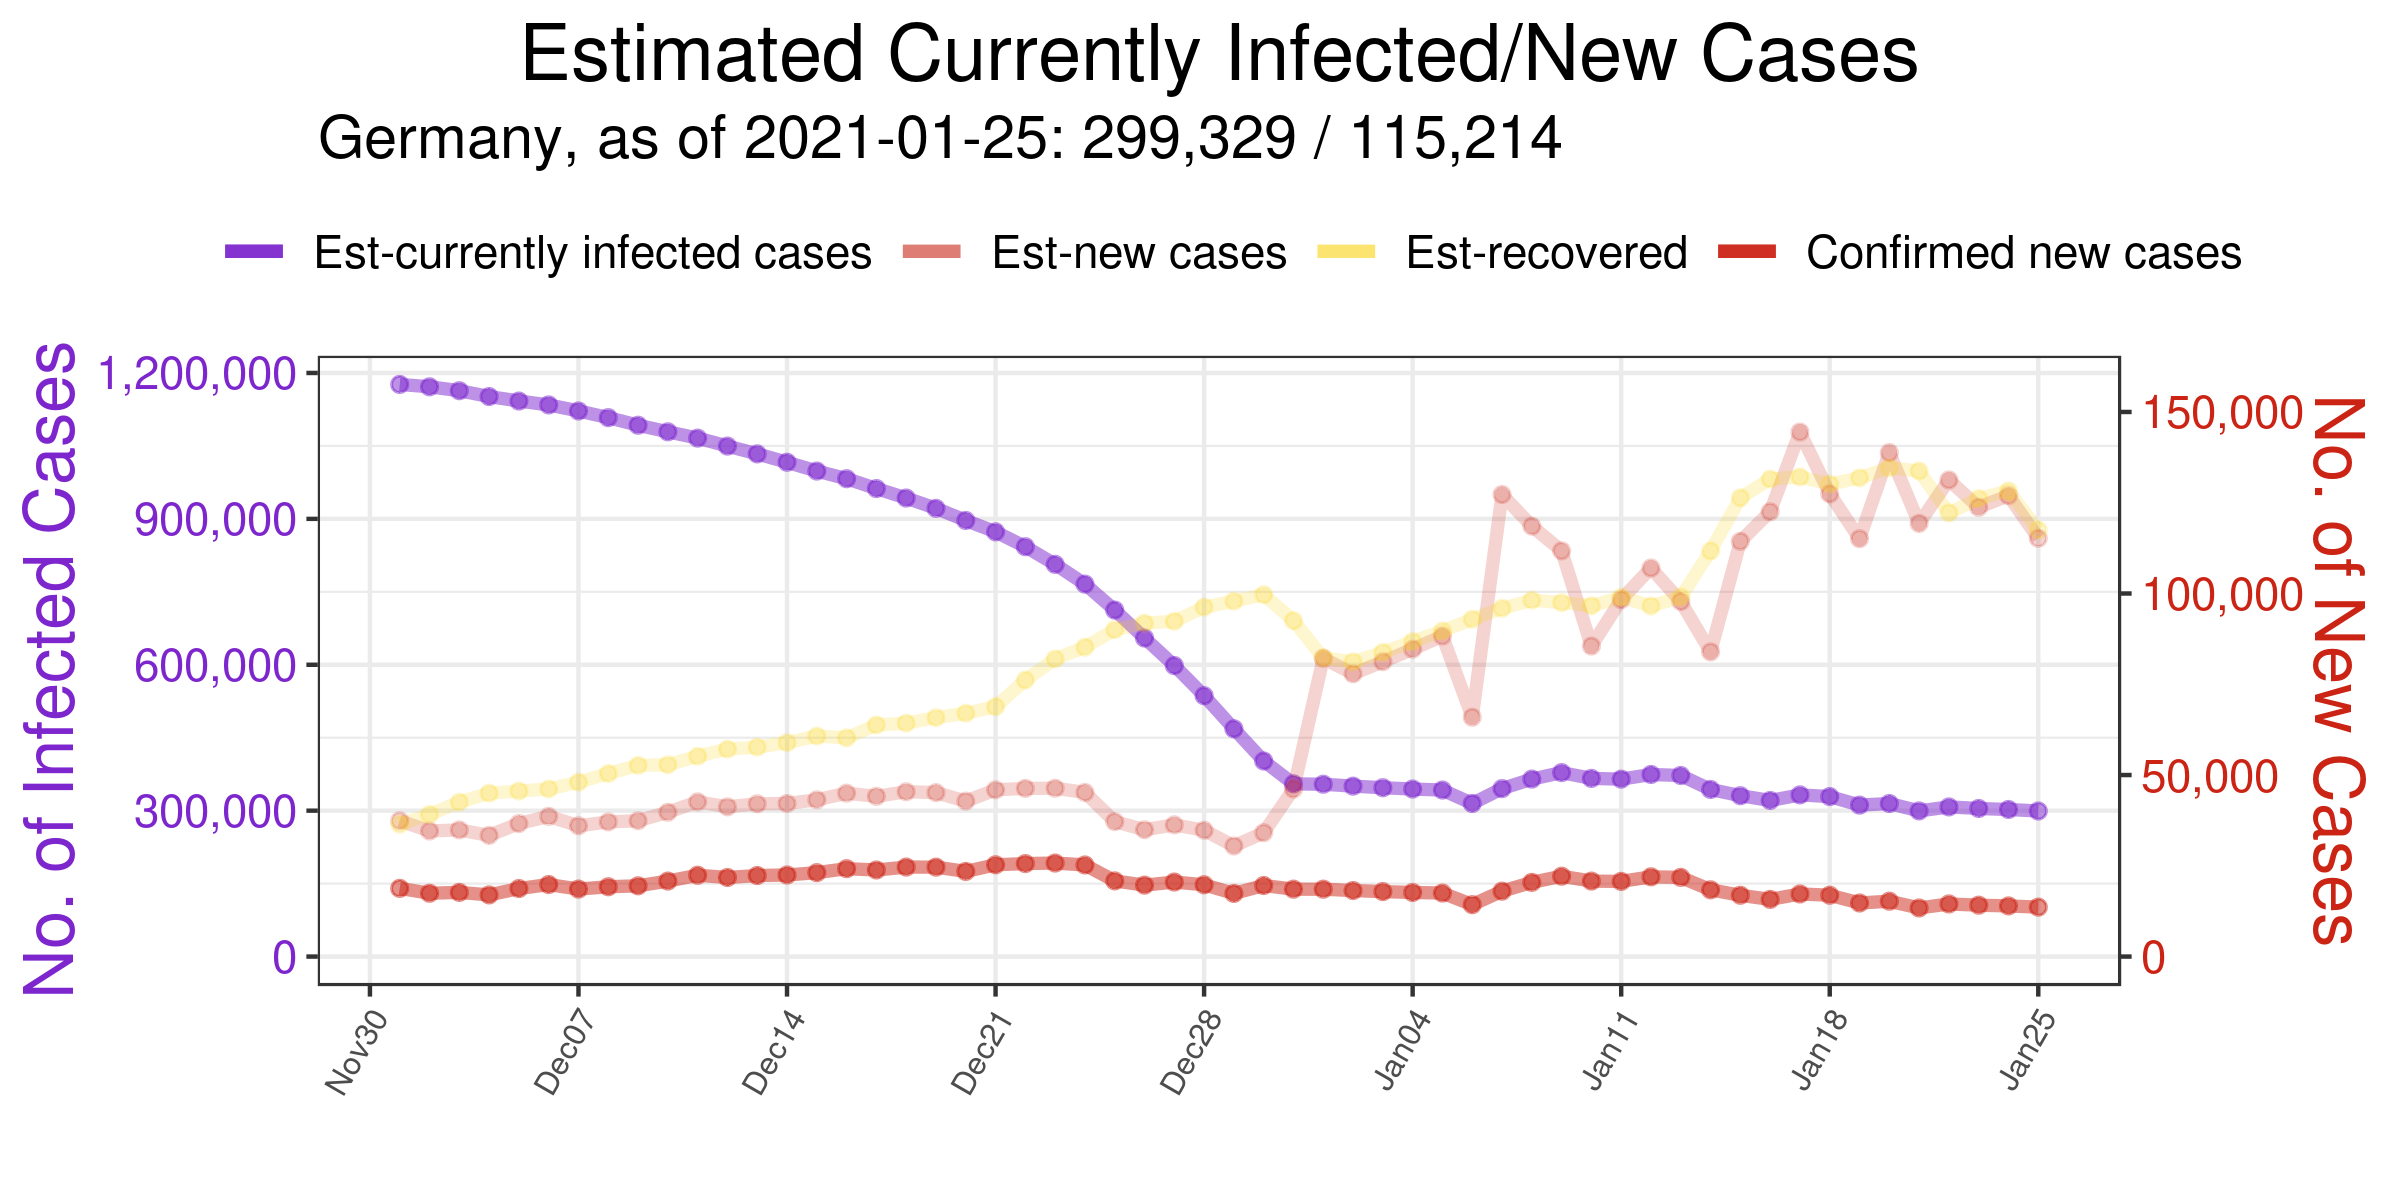 Estimated Currently Infected/New Cases
Germany, as of 2021-01-25: 299,329 / 115,214
Est-currently infected cases Est-new cases Est-recovered Confirmed new cases
No. of Infected Cases
1,200,000
900,000
600,000
300,000
0
150,000
100,000
50,000
0
No. of New Cases
Nov30 Dec07 Dec14 Dec21 Dec28 Jan04 Jan11 Jan18 Jan25